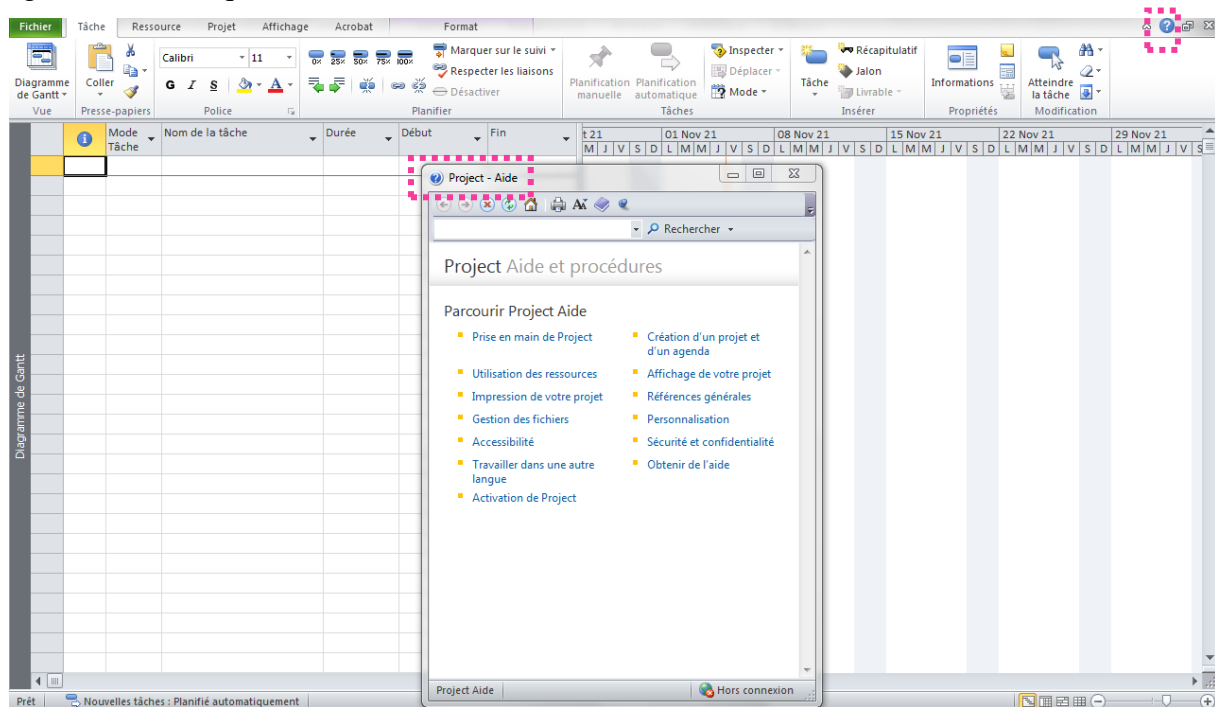 Fichier Tâche Ressource Projet Affichage Acrobat Format
Calibri 11 0× 25× 50× 75× 100× Marquer sur le suivi Inspecter Récapitulatif
Respecter les liaisons Déplacer Jalon
Diagramme de Gantt Coller G I S A Désactiver Planification manuelle Planification automatique Mode Tâche Livrable Informations Atteindre la tâche
Vue Presse-papiers Police Planifier Tâches Insérer Propriétés Modification
Mode Tâche Nom de la tâche Durée Début Fin t 21 01 Nov 21 08 Nov 21 15 Nov 21 22 Nov 21 29 Nov 21
M J V S D L M M J V S D L M M J V S D L M M J V S D L M M J V S D L M M J V S
Project - Aide
Rechercher
Project Aide et procédures
Parcourir Project Aide
Prise en main de Project Création d'un projet et
d'un agenda
Utilisation des ressources Affichage de votre projet
Impression de votre projet Références générales
Gestion des fichiers Personnalisation
Accessibilité Sécurité et confidentialité
Travailler dans une autre Obtenir de l'aide
langue
Activation de Project
Diagramme de Gantt
Project Aide Hors connexion
Prêt Nouvelles tâches : Planifié automatiquement